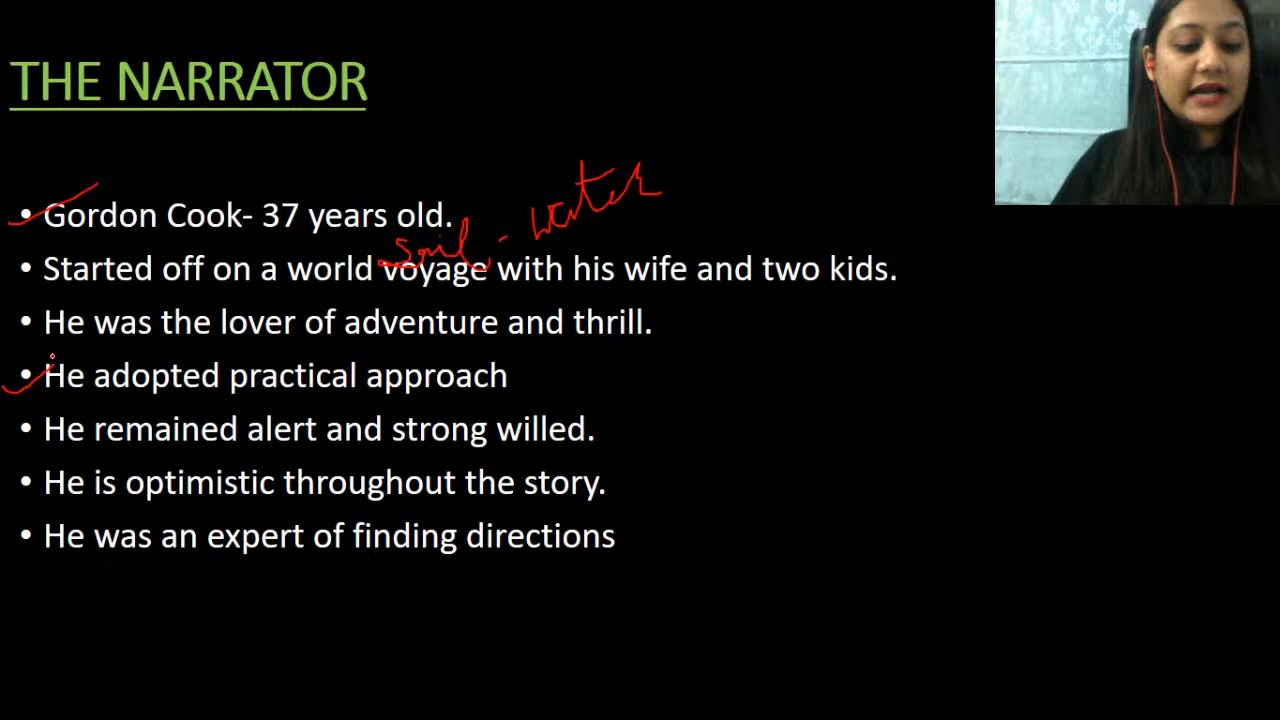 THE NARRATOR
• Gordon Cook- 37 years old.
sail - water
• Started off on a world voyage with his wife and two kids.
• He was the lover of adventure and thrill.
• He adopted practical approach
• He remained alert and strong willed.
• He is optimistic throughout the story.
• He was an expert of finding directions